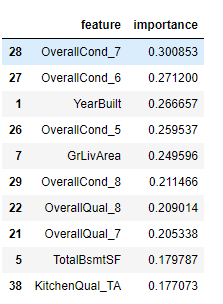 feature importance
28 OverallCond_7 0.300853
27 OverallCond_6 0.271200
1 YearBuilt 0.266657
26 OverallCond_5 0.259537
7 GrLivArea 0.249596
29 OverallCond_8 0.211466
22 OverallQual_8 0.209014
21 OverallQual_7 0.205338
5 TotalBsmtSF 0.179787
38 KitchenQual_TA 0.177073